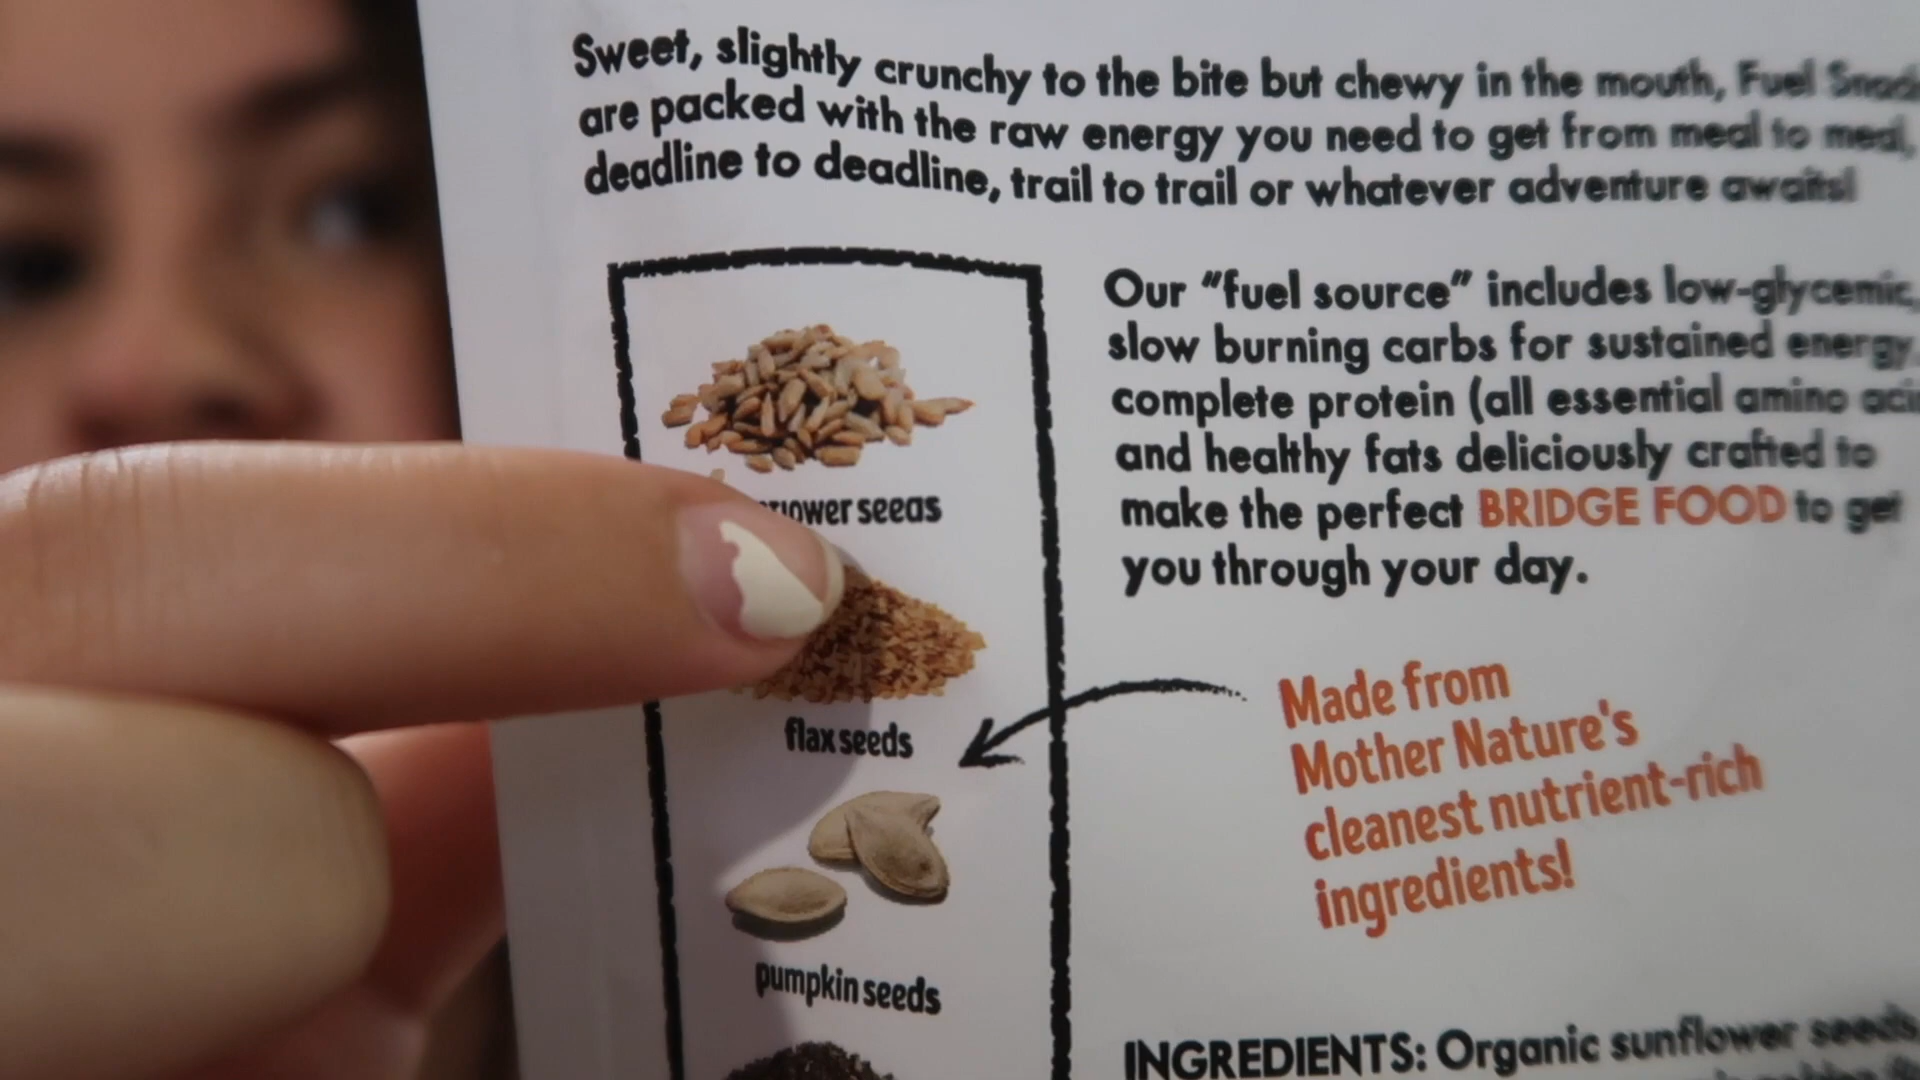 Sweet, slightly crunchy to the bite but chewy in the mouth, Fuel
are packed with the raw energy you need to get from meal to meal,
deadline to deadline, trail to trail or whatever adventure awaits!
Our "fuel source" includes low-glycemic,
slow burning carbs for sustained energy,
complete protein (all essential amino
and healthy fats deliciously crafted to
make the perfect BRIDGE FOOD to get
you through your day.
seeds
flax seeds
pumpkin seeds
Made from
Mother Nature's
cleanest nutrient-rich
ingredients!
INGREDIENTS: Organic sunflower seeds,